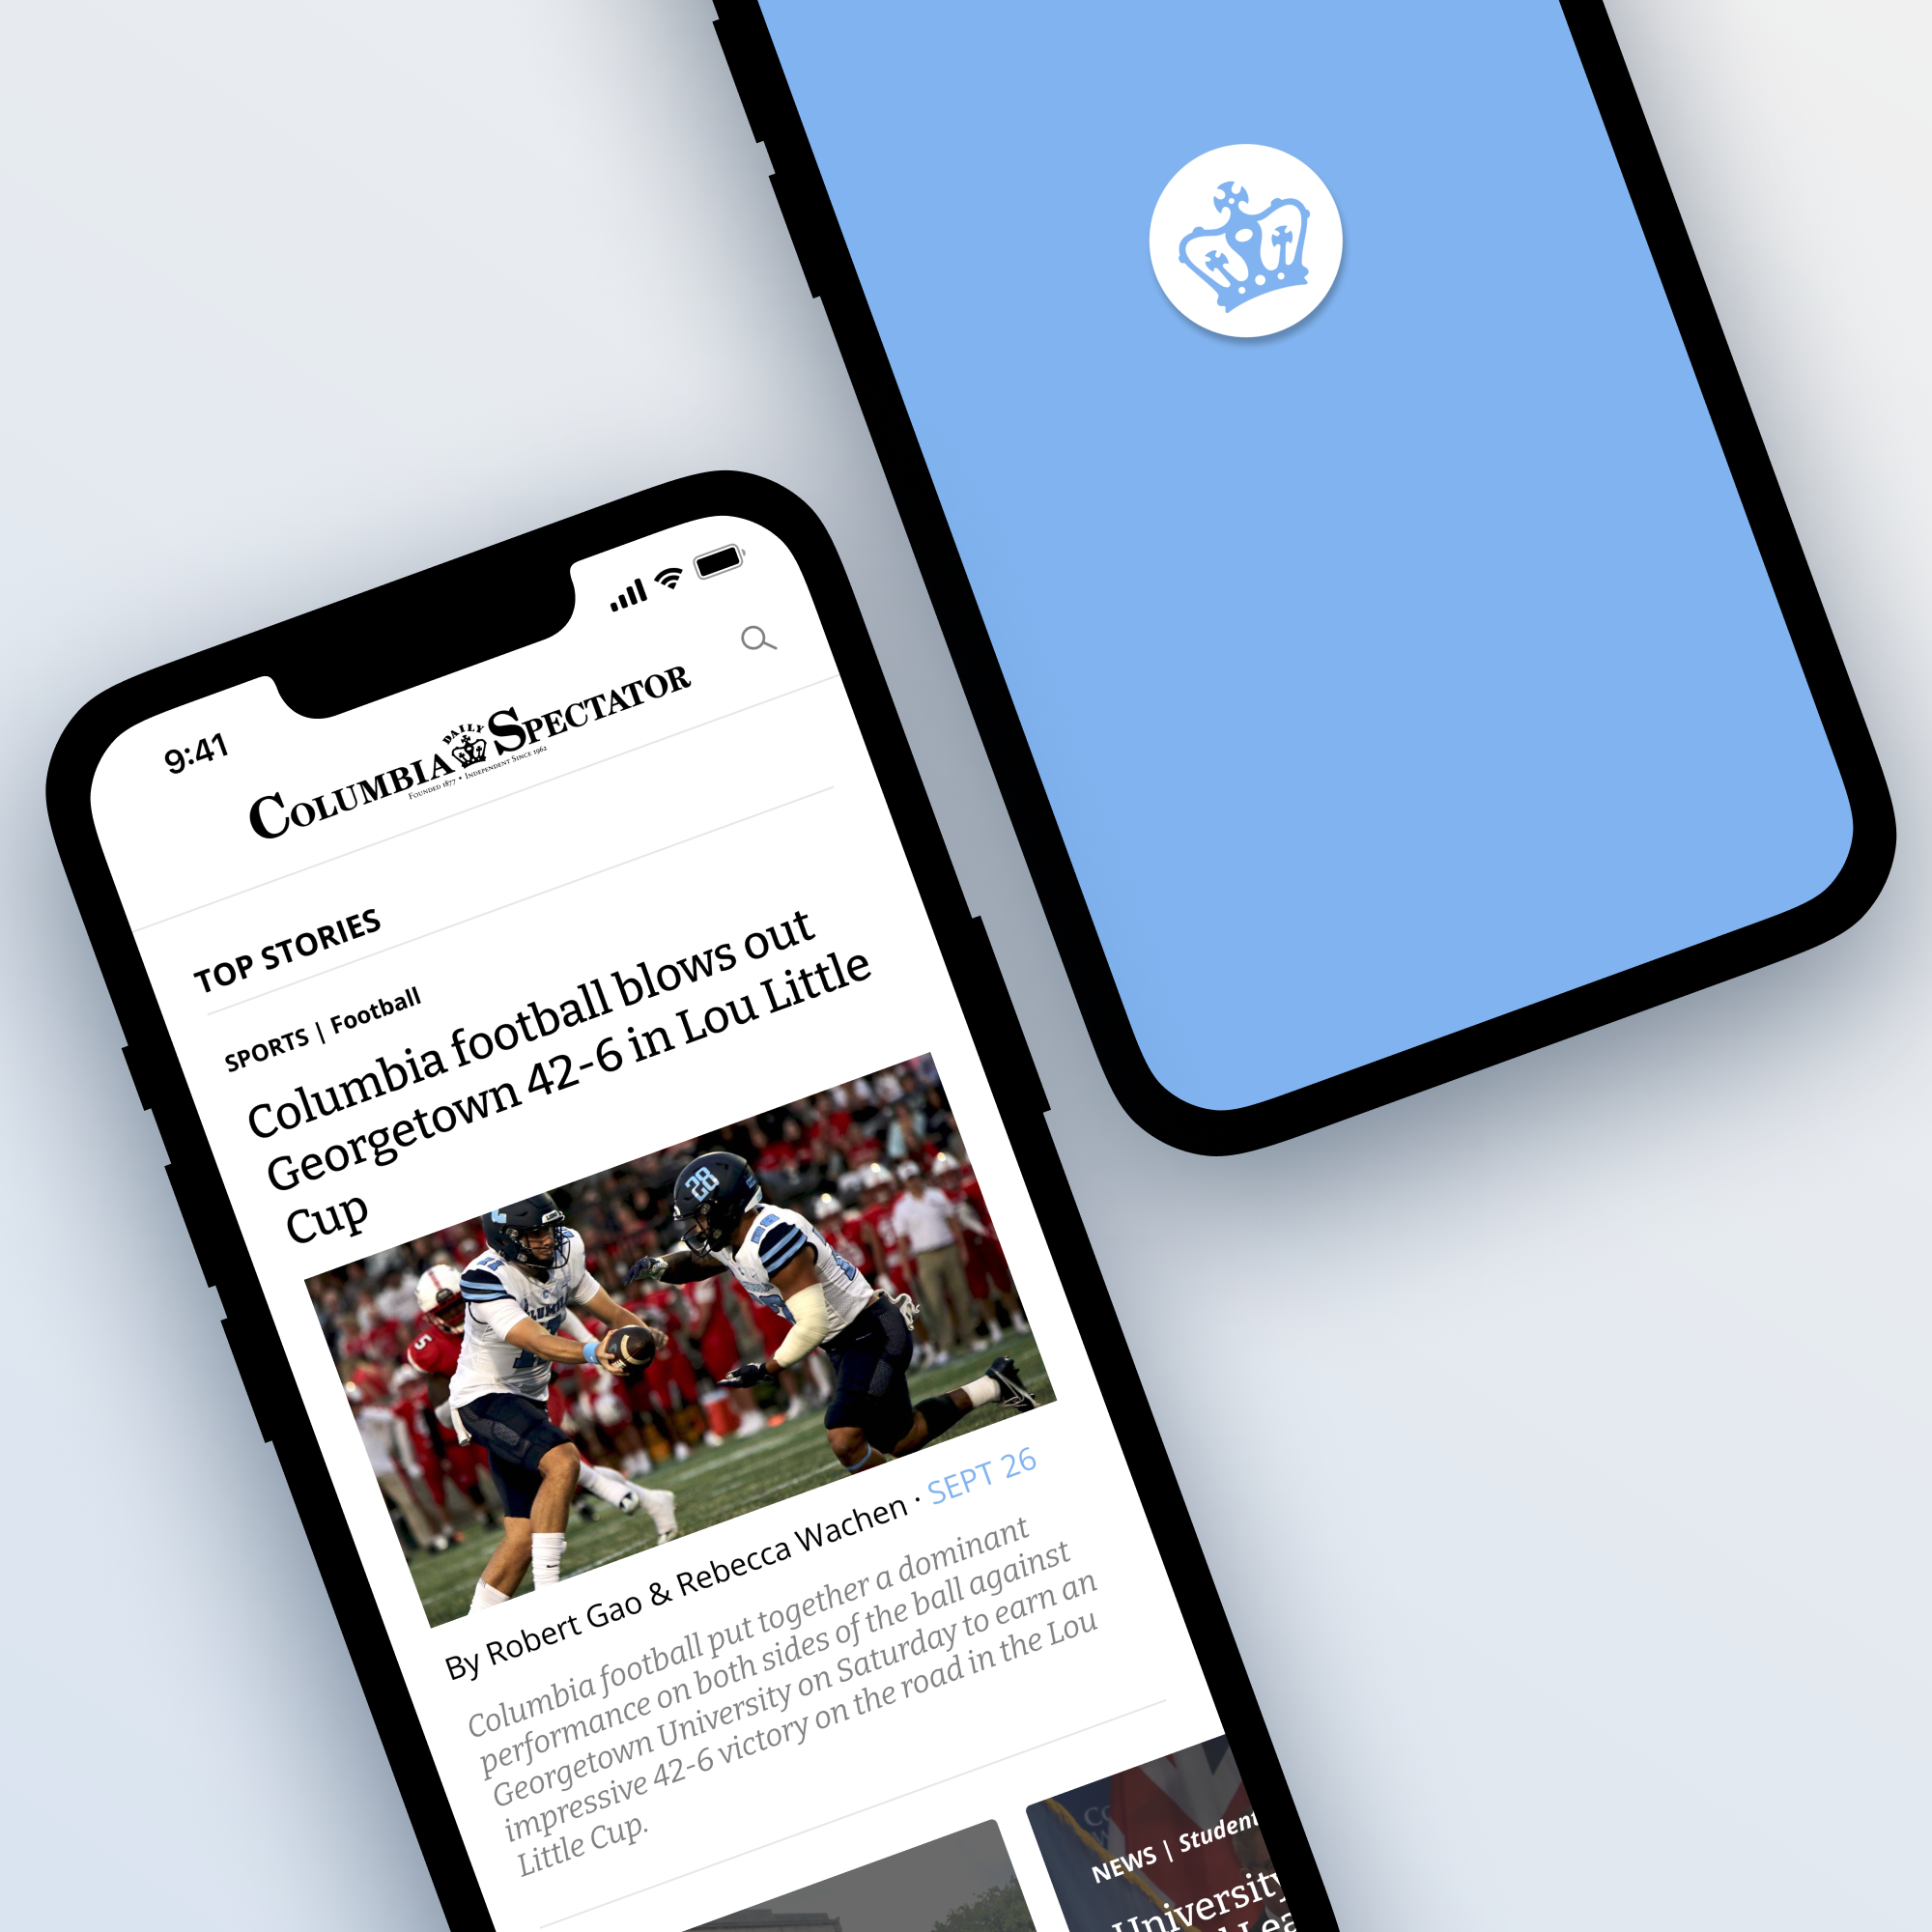 9:41
COLUMBIA DAILY SPECTATOR
FOUNDED 1877 • INDEPENDENT SINCE 1962
TOP STORIES
SPORTS | Football
Columbia football blows out
Georgetown 42-6 in Lou Little
Cup
28
5
By Robert Gao & Rebecca Wachen · SEPT 26
Columbia football put together a dominant
performance on both sides of the ball against
Georgetown University on Saturday to earn an
impressive 42-6 victory on the road in the Lou
Little Cup.
NEWS | Student
University